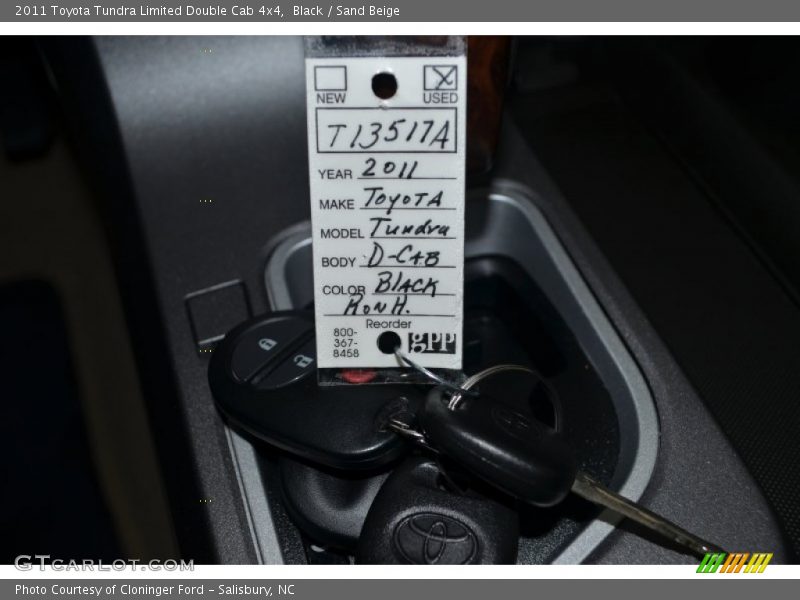 2011 Toyota Tundra Limited Double Cab 4x4,  Black / Sand Beige
NEW USED
T13517A
YEAR 2011
MAKE TOYOTA
MODEL Tundra
BODY D-CAB
COLOR BLACK
RON H.
Reorder
800-
367-
8458
gpp
GTcarlot.com
Photo Courtesy of Cloninger Ford – Salisbury, NC